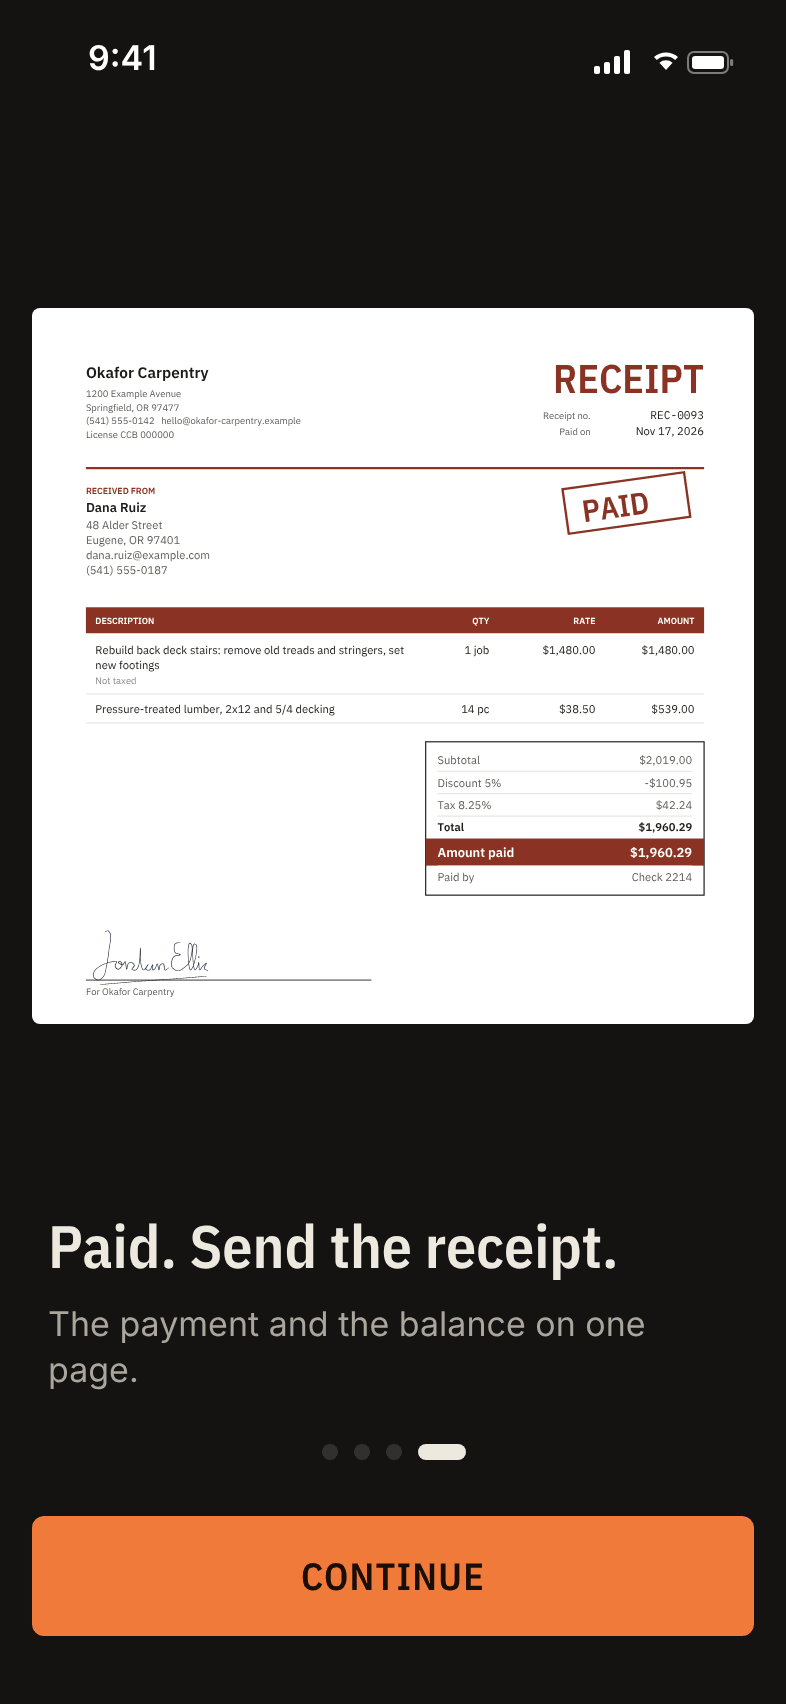 9:41
Okafor Carpentry
1200 Example Avenue
Springfield, OR 97477
(541) 555-0142 hello@okafor-carpentry.example
License CCB 000000
RECEIPT
Receipt no. REC-0093
Paid on Nov 17, 2026
RECEIVED FROM
Dana Ruiz
48 Alder Street
Eugene, OR 97401
dana.ruiz@example.com
(541) 555-0187
PAID
DESCRIPTION QTY RATE AMOUNT
Rebuild back deck stairs: remove old treads and stringers, set 1 job $1,480.00 $1,480.00
new footings
Not taxed
Pressure-treated lumber, 2x12 and 5/4 decking 14 pc $38.50 $539.00
Subtotal $2,019.00
Discount 5% -$100.95
Tax 8.25% $42.24
Total $1,960.29
Amount paid $1,960.29
Paid by Check 2214
Jordan Ellis
For Okafor Carpentry
Paid. Send the receipt.
The payment and the balance on one
page.
CONTINUE